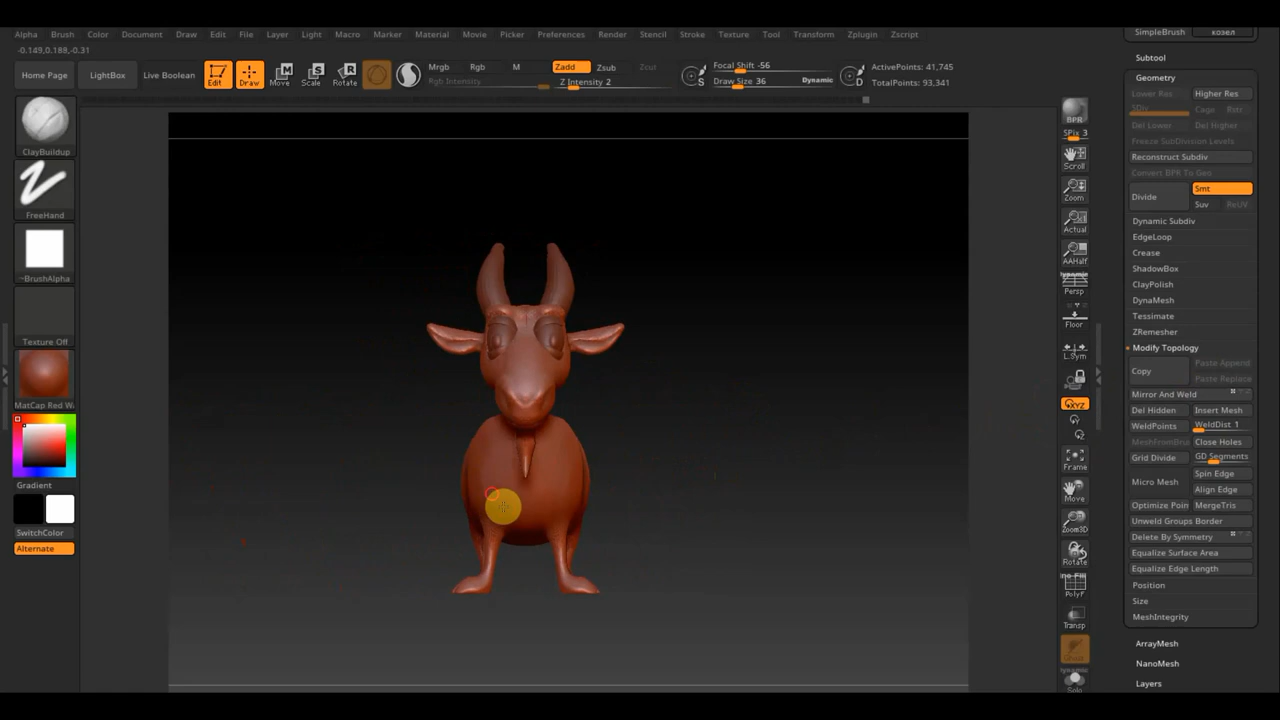 SimpleBrush козел
Alpha Brush Color Document Draw Edit File Layer Light Macro Marker Material Movie Picker Preferences Render Stencil Stroke Texture Tool Transform Zplugin Zscript
-0.149,0.188,-0.31
Home Page LightBox Live Boolean Edit Draw Move Scale Rotate
Mrgb Rgb M Zadd Zsub Zcut
Rgb Intensity Z Intensity 2
Focal Shift -56
Draw Size 36 Dynamic
ActivePoints: 41,745
TotalPoints: 93,341
ClayBuildup
FreeHand
~BrushAlpha
Texture Off
MatCap Red W
Gradient
SwitchColor
Alternate
BPR
SPix 3
Scroll
Zoom
Actual
AAHalf
dynamic
Persp
Floor
L.Sym
XYZ
Frame
Move
Zoom3D
Rotate
PolyF
Transp
Ghost
dynamic
Solo
Subtool
Geometry
Lower Res Higher Res
SDiv Cage Rstr
Del Lower Del Higher
Freeze SubDivision Levels
Reconstruct Subdiv
Convert BPR To Geo
Divide Smt
Suv ReUV
Dynamic Subdiv
EdgeLoop
Crease
ShadowBox
ClayPolish
DynaMesh
Tessimate
ZRemesher
Modify Topology
Copy Paste Append
Paste Replace
Mirror And Weld
Del Hidden Insert Mesh
WeldPoints WeldDist 1
MeshFromBru Close Holes
Grid Divide GD Segments
Micro Mesh Spin Edge
Align Edge
Optimize Poin MergeTris
Unweld Groups Border
Delete By Symmetry
Equalize Surface Area
Equalize Edge Length
Position
Size
MeshIntegrity
ArrayMesh
NanoMesh
Layers